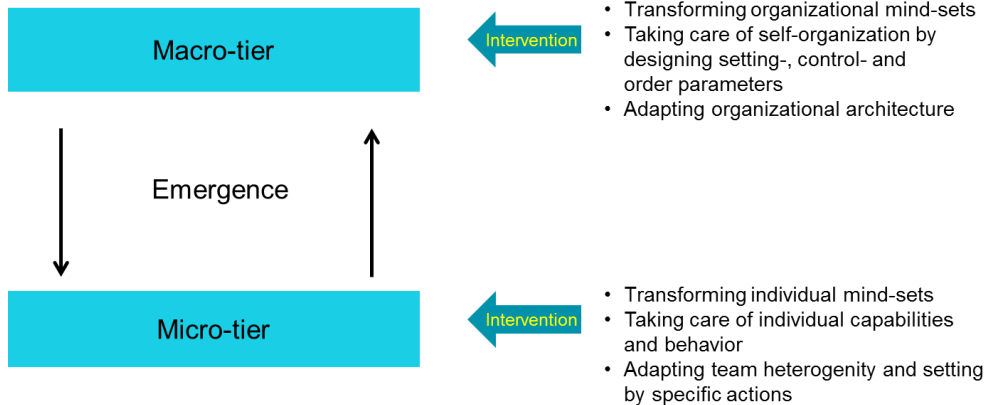 Macro-tier
Intervention
• Transforming organizational mind-sets
• Taking care of self-organization by
designing setting-, control- and
order parameters
• Adapting organizational architecture
Emergence
Micro-tier
Intervention
• Transforming individual mind-sets
• Taking care of individual capabilities
and behavior
• Adapting team heterogenity and setting
by specific actions